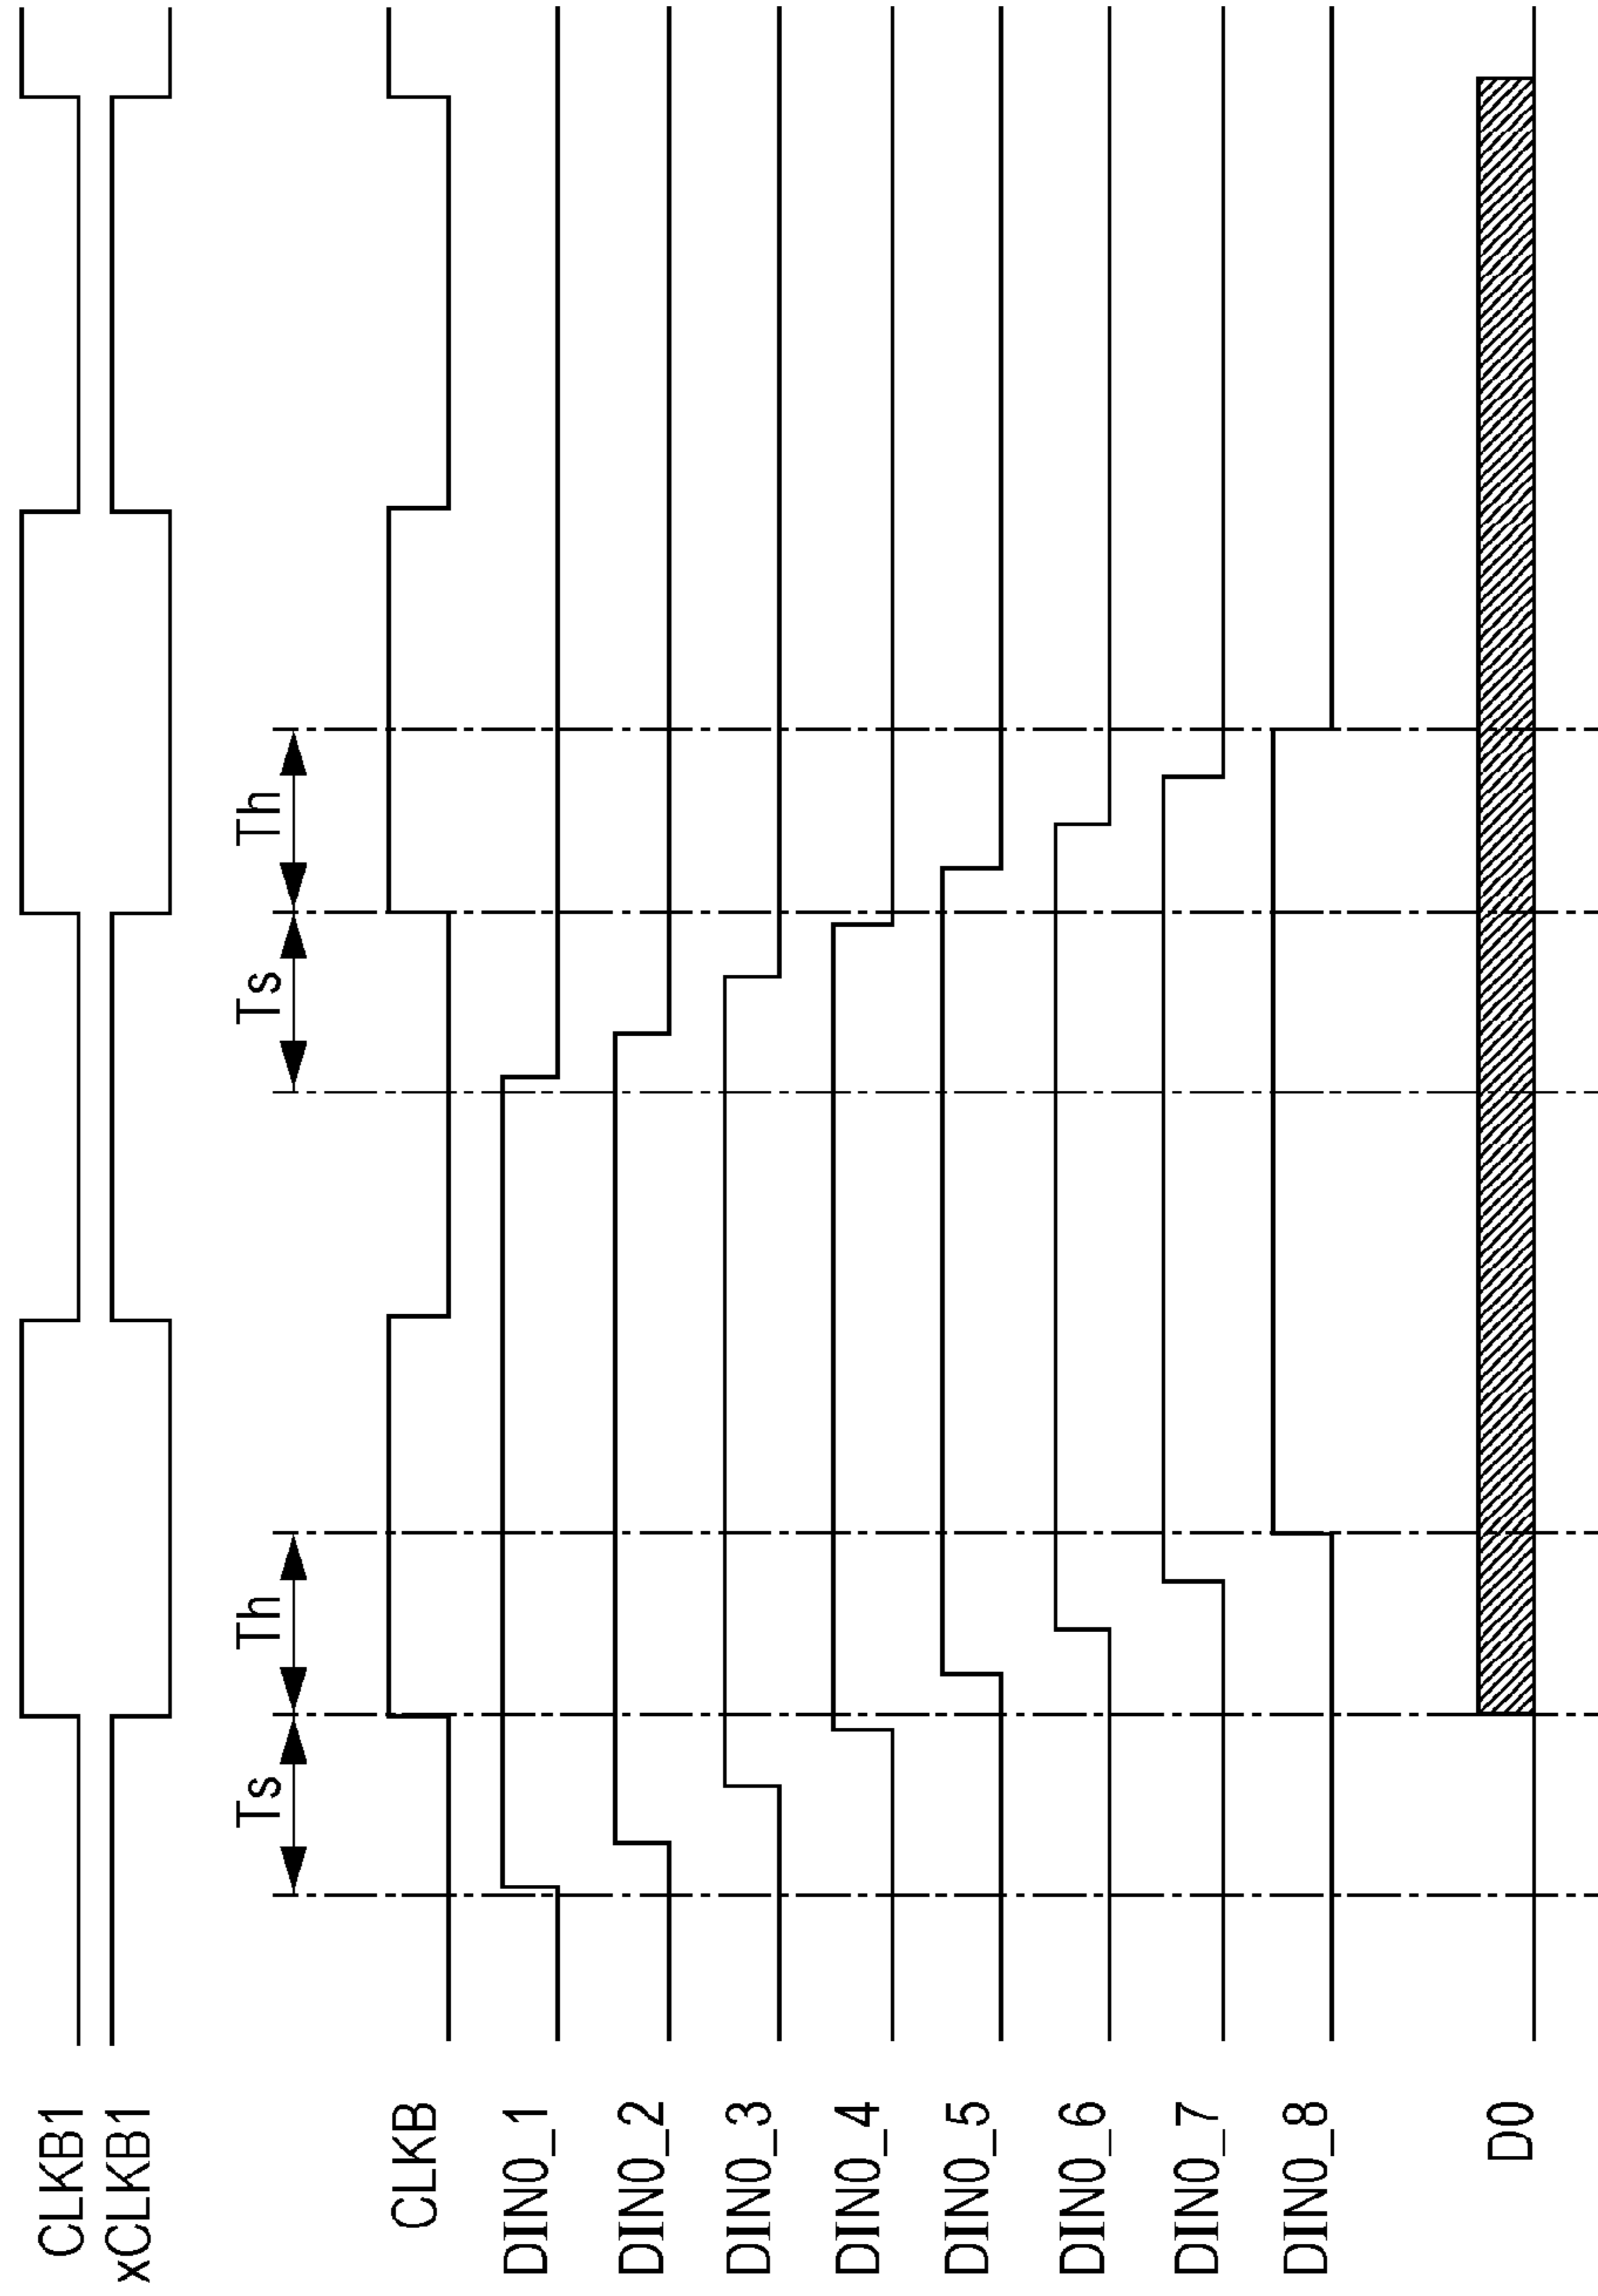 CLKB1
xCLKB1
Ts
Th
Ts
Th
CLKB
DIN0_1
DIN0_2
DIN0_3
DIN0_4
DIN0_5
DIN0_6
DIN0_7
DIN0_8
D0